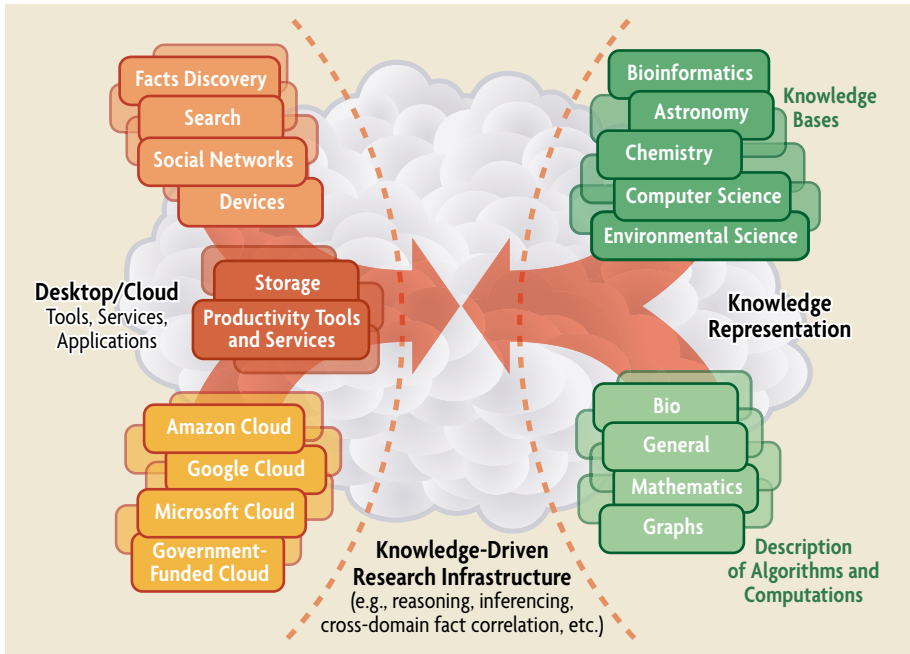 Facts Discovery
Search
Social Networks
Devices
Storage
Productivity Tools
and Services
Desktop/Cloud
Tools, Services,
Applications
Amazon Cloud
Google Cloud
Microsoft Cloud
Government-
Funded Cloud
Knowledge-Driven
Research Infrastructure
(e.g., reasoning, inferencing,
cross-domain fact correlation, etc.)
Bioinformatics
Astronomy
Chemistry
Computer Science
Environmental Science
Knowledge
Bases
Knowledge
Representation
Bio
General
Mathematics
Graphs
Description
of Algorithms and
Computations